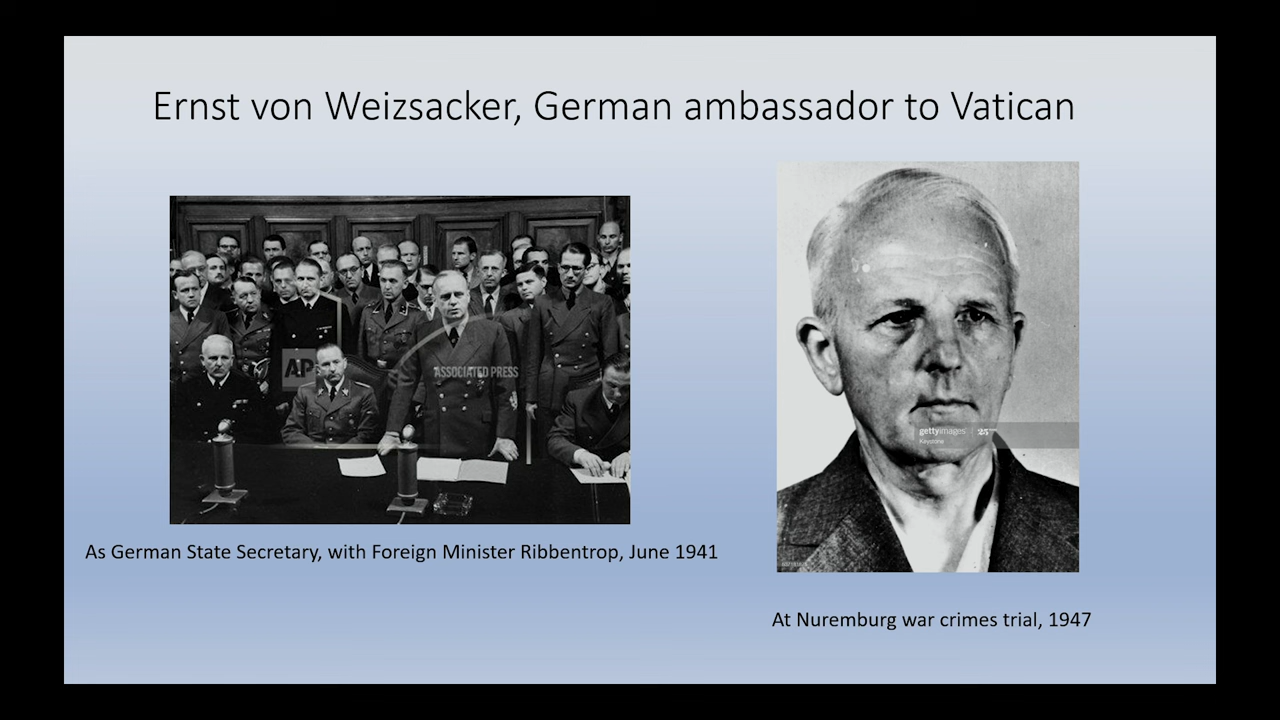 Ernst von Weizsacker, German ambassador to Vatican
AP
ASSOCIATED PRESS
gettyimages
Keystone
As German State Secretary, with Foreign Minister Ribbentrop, June 1941
At Nuremburg war crimes trial, 1947